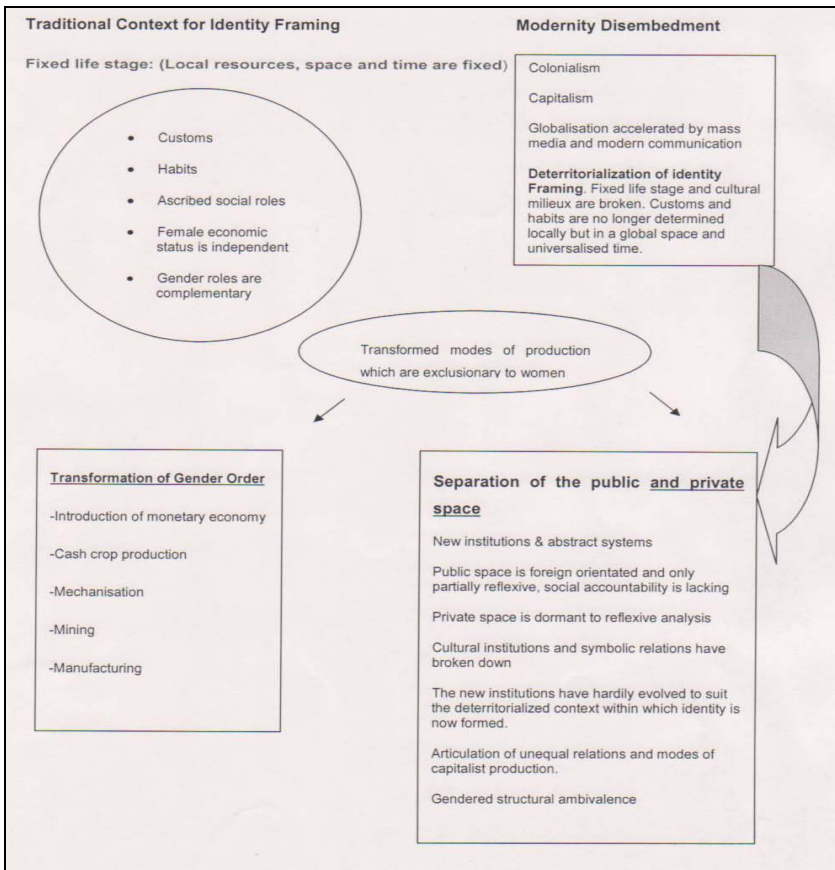 Traditional Context for Identity Framing
Fixed life stage: (Local resources, space and time are fixed)
• Customs
• Habits
• Ascribed social roles
• Female economic
status is independent
• Gender roles are
complementary
Modernity Disembedment
Colonialism
Capitalism
Globalisation accelerated by mass
media and modern communication
Deterritorialization of identity
Framing. Fixed life stage and cultural
milieux are broken. Customs and
habits are no longer determined
locally but in a global space and
universalised time.
Transformed modes of production
which are exclusionary to women
Transformation of Gender Order
-Introduction of monetary economy
-Cash crop production
-Mechanisation
-Mining
-Manufacturing
Separation of the public and private
space
New institutions & abstract systems
Public space is foreign orientated and only
partially reflexive, social accountability is lacking
Private space is dormant to reflexive analysis
Cultural institutions and symbolic relations have
broken down
The new institutions have hardly evolved to suit
the deterritorialized context within which identity is
now formed.
Articulation of unequal relations and modes of
capitalist production.
Gendered structural ambivalence